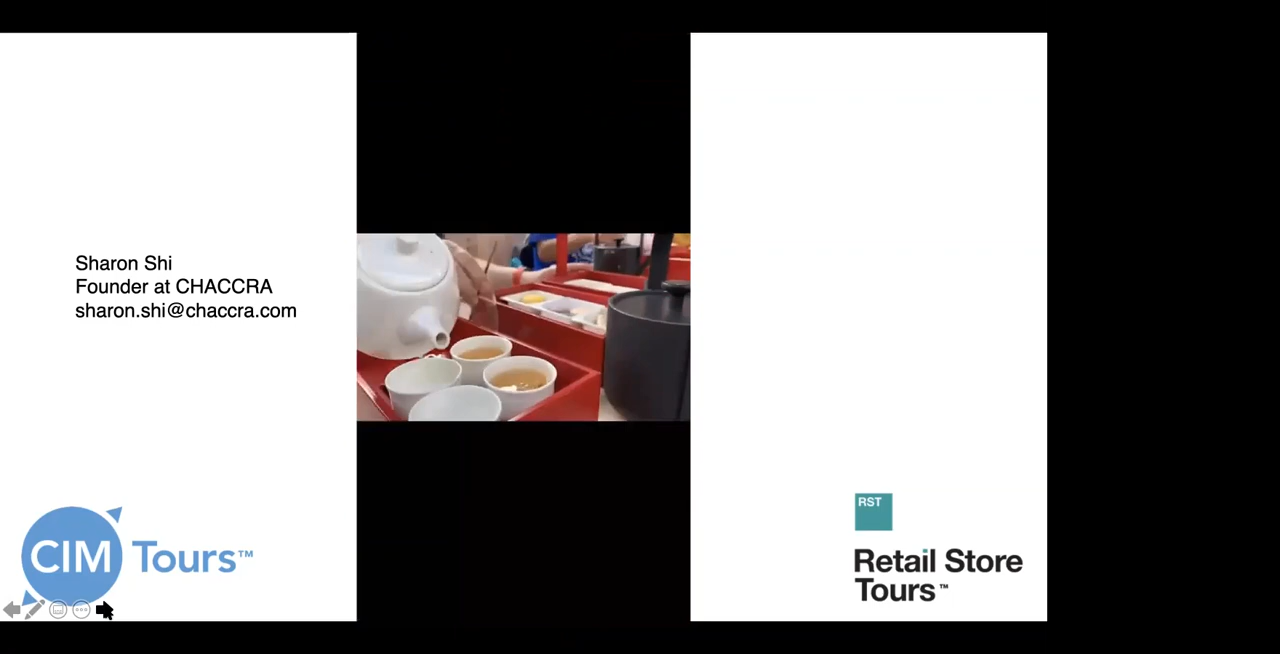 Sharon Shi
Founder at CHACCRA
sharon.shi@chaccra.com
CIM Tours™
RST
Retail Store
Tours™